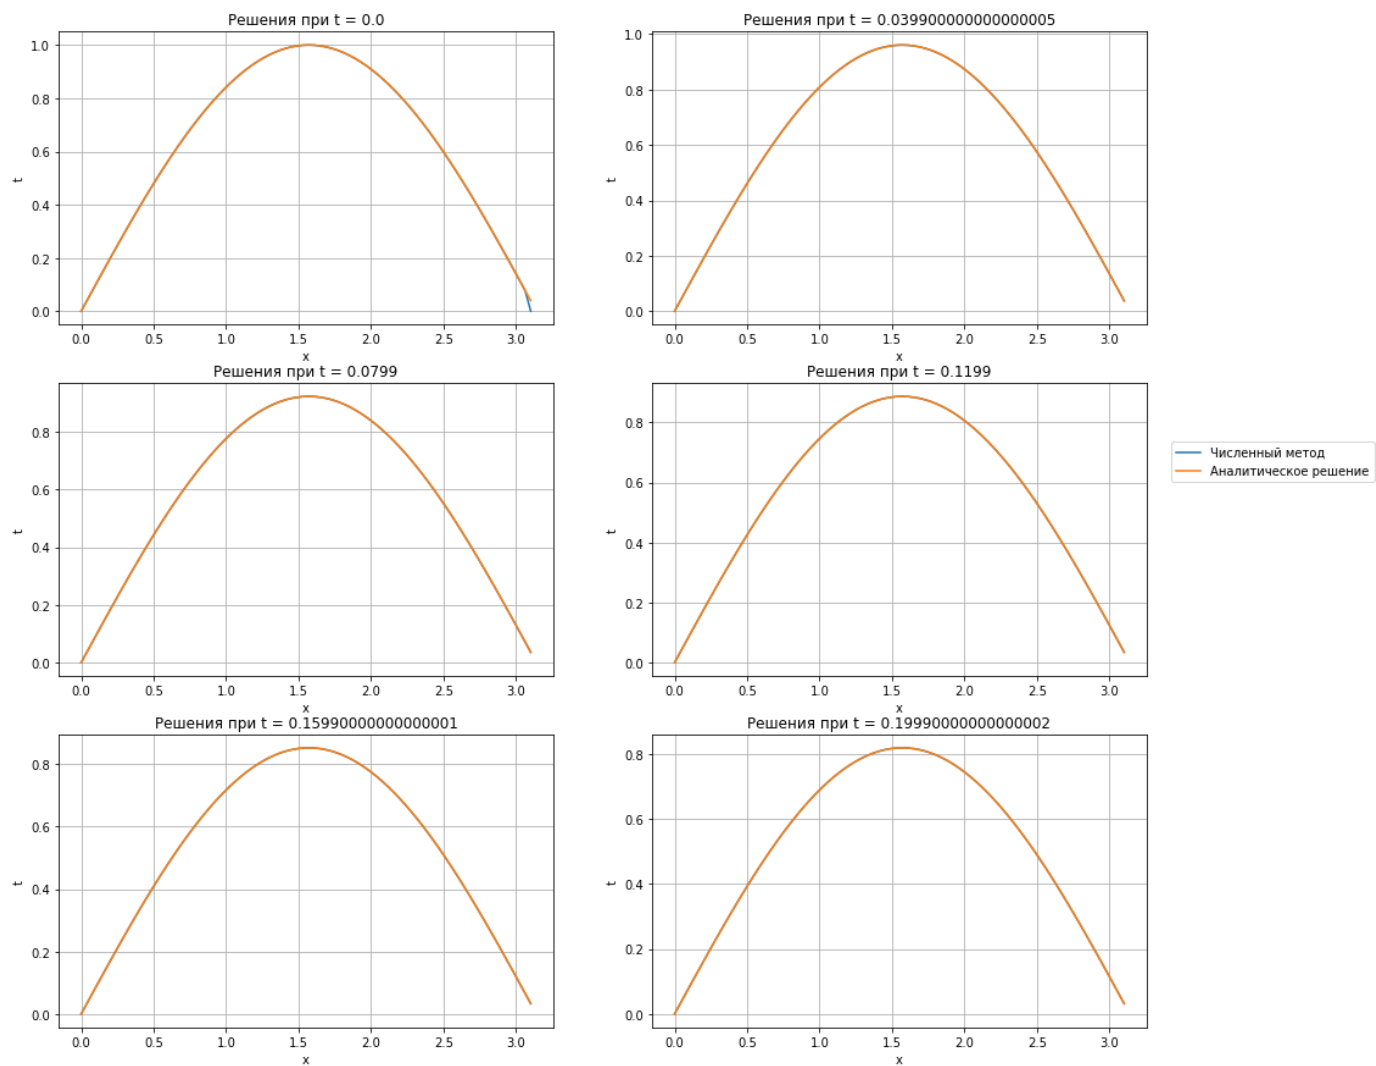 Решения при t = 0.0
1.0
0.8
0.6
0.4
0.2
0.0
t
0.0 0.5 1.0 1.5 2.0 2.5 3.0
x
Решения при t = 0.039900000000000005
1.0
0.8
0.6
0.4
0.2
0.0
t
0.0 0.5 1.0 1.5 2.0 2.5 3.0
x
Решения при t = 0.0799
0.8
0.6
0.4
0.2
0.0
t
0.0 0.5 1.0 1.5 2.0 2.5 3.0
x
Решения при t = 0.1199
0.8
0.6
0.4
0.2
0.0
t
0.0 0.5 1.0 1.5 2.0 2.5 3.0
x
Численный метод
Аналитическое решение
Решения при t = 0.15990000000000001
0.8
0.6
0.4
0.2
0.0
t
0.0 0.5 1.0 1.5 2.0 2.5 3.0
x
Решения при t = 0.19990000000000002
0.8
0.6
0.4
0.2
0.0
t
0.0 0.5 1.0 1.5 2.0 2.5 3.0
x